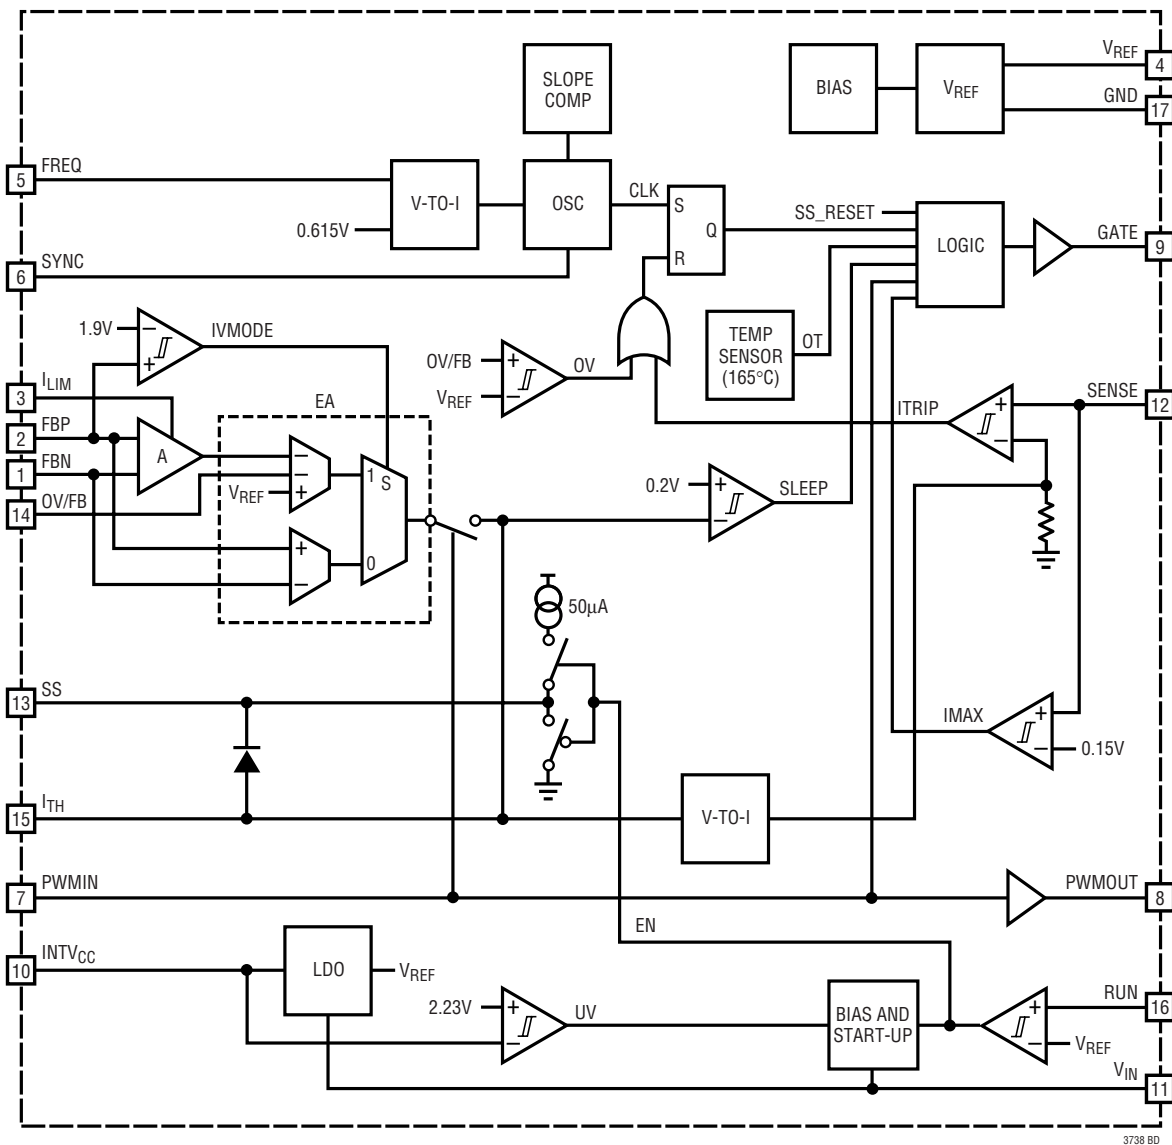 SLOPE
COMP
BIAS
VREF
VREF
4
GND
17
5
FREQ
V-TO-I
OSC
CLK
S
Q
R
SS_RESET
LOGIC
GATE
9
0.615V
6
SYNC
1.9V
−
+
IVMODE
TEMP
SENSOR
(165°C)
OT
OV/FB
+
VREF
−
OV
3
ILIM
2
FBP
1
FBN
14
OV/FB
A
EA
−
−
VREF
+
1
S
+
−
0
ITRIP
+
−
SENSE
12
0.2V
+
−
SLEEP
50µA
13
SS
IMAX
+
−
0.15V
15
ITH
V-TO-I
7
PWMIN
PWMOUT
8
EN
10
INTVCC
LDO
VREF
2.23V
+
−
UV
BIAS AND
START-UP
+
−
RUN
16
VREF
VIN
11
3738 BD